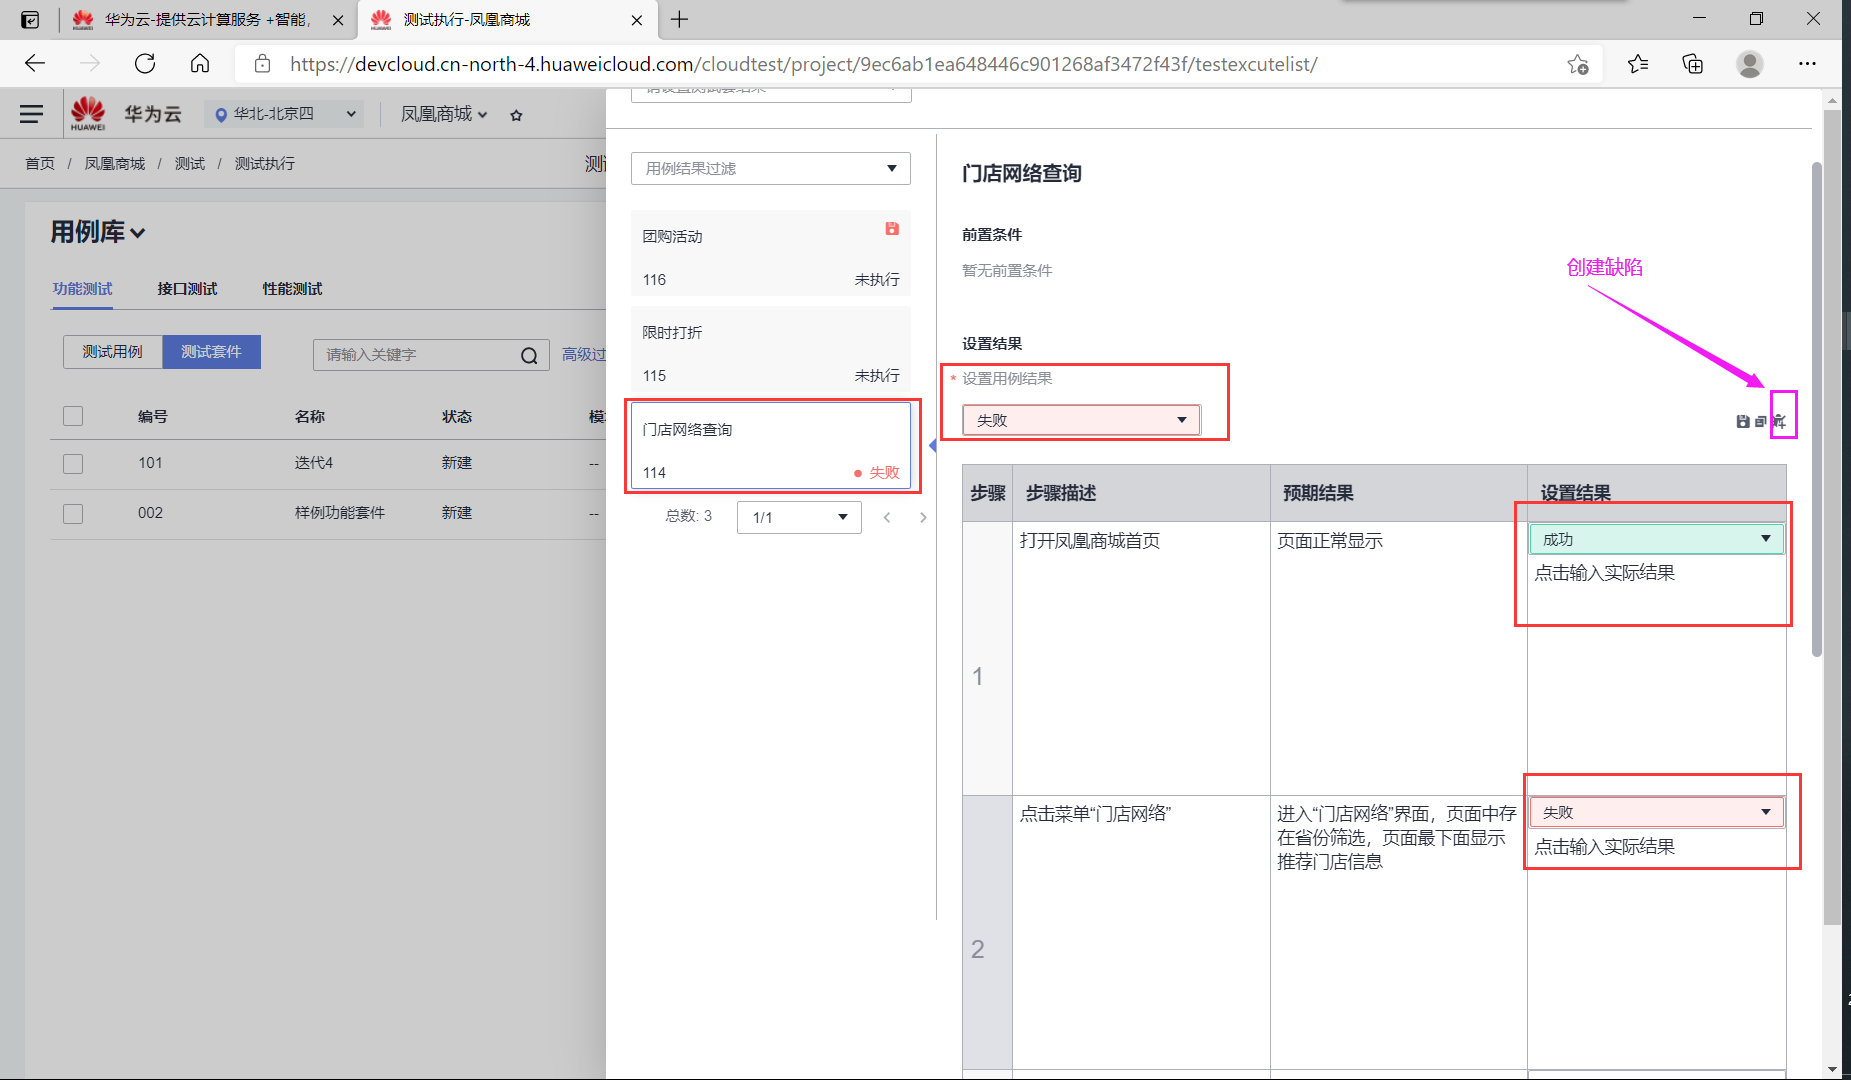 华为云-提供云计算服务 +智能,
测试执行-凤凰商城
https://devcloud.cn-north-4.huaweicloud.com/cloudtest/project/9ec6ab1ea648446c901268af3472f43f/testexcutelist/
HUAWEI
华为云
华北-北京四
凤凰商城
首页 / 凤凰商城 / 测试 / 测试执行
用例库
功能测试 接口测试 性能测试
测试用例 测试套件
请输入关键字
高级过
编号 名称 状态
101 迭代4 新建 --
002 样例功能套件 新建 --
用例结果过滤
团购活动
116 未执行
限时打折
115 未执行
门店网络查询
114 失败
总数: 3
1/1
门店网络查询
前置条件
暂无前置条件
创建缺陷
设置结果
* 设置用例结果
失败
步骤 步骤描述 预期结果 设置结果
1
打开凤凰商城首页
页面正常显示
成功
点击输入实际结果
2
点击菜单“门店网络”
进入“门店网络”界面，页面中存
在省份筛选，页面最下面显示
推荐门店信息
失败
点击输入实际结果